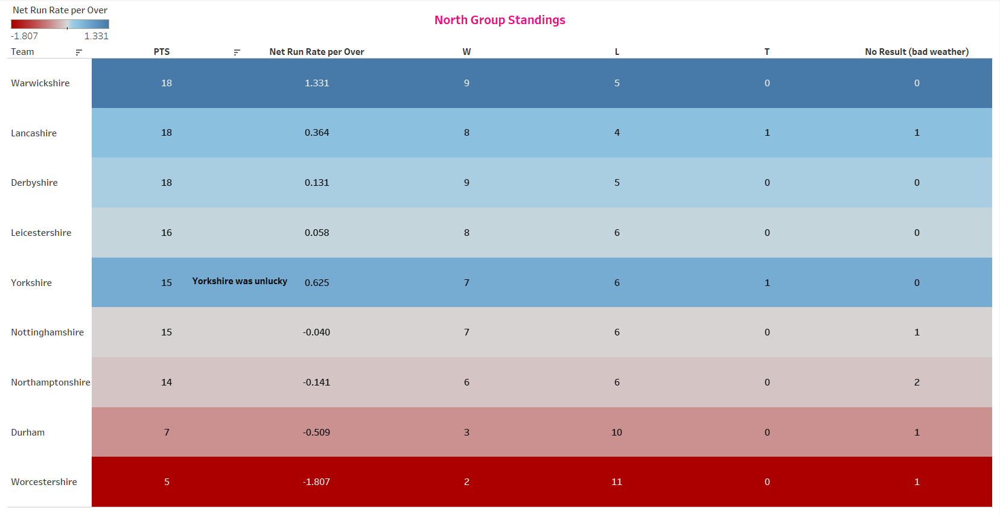 Net Run Rate per Over
North Group Standings
-1.807 1.331
Team PTS Net Run Rate per Over W L T No Result (bad weather)
Warwickshire 18 1.331 9 5 0 0
Lancashire 18 0.364 8 4 1 1
Derbyshire 18 0.131 9 5 0 0
Leicestershire 16 0.058 8 6 0 0
Yorkshire 15 Yorkshire was unlucky 0.625 7 6 1 0
Nottinghamshire 15 -0.040 7 6 0 1
Northamptonshire 14 -0.141 6 6 0 2
Durham 7 -0.509 3 10 0 1
Worcestershire 5 -1.807 2 11 0 1